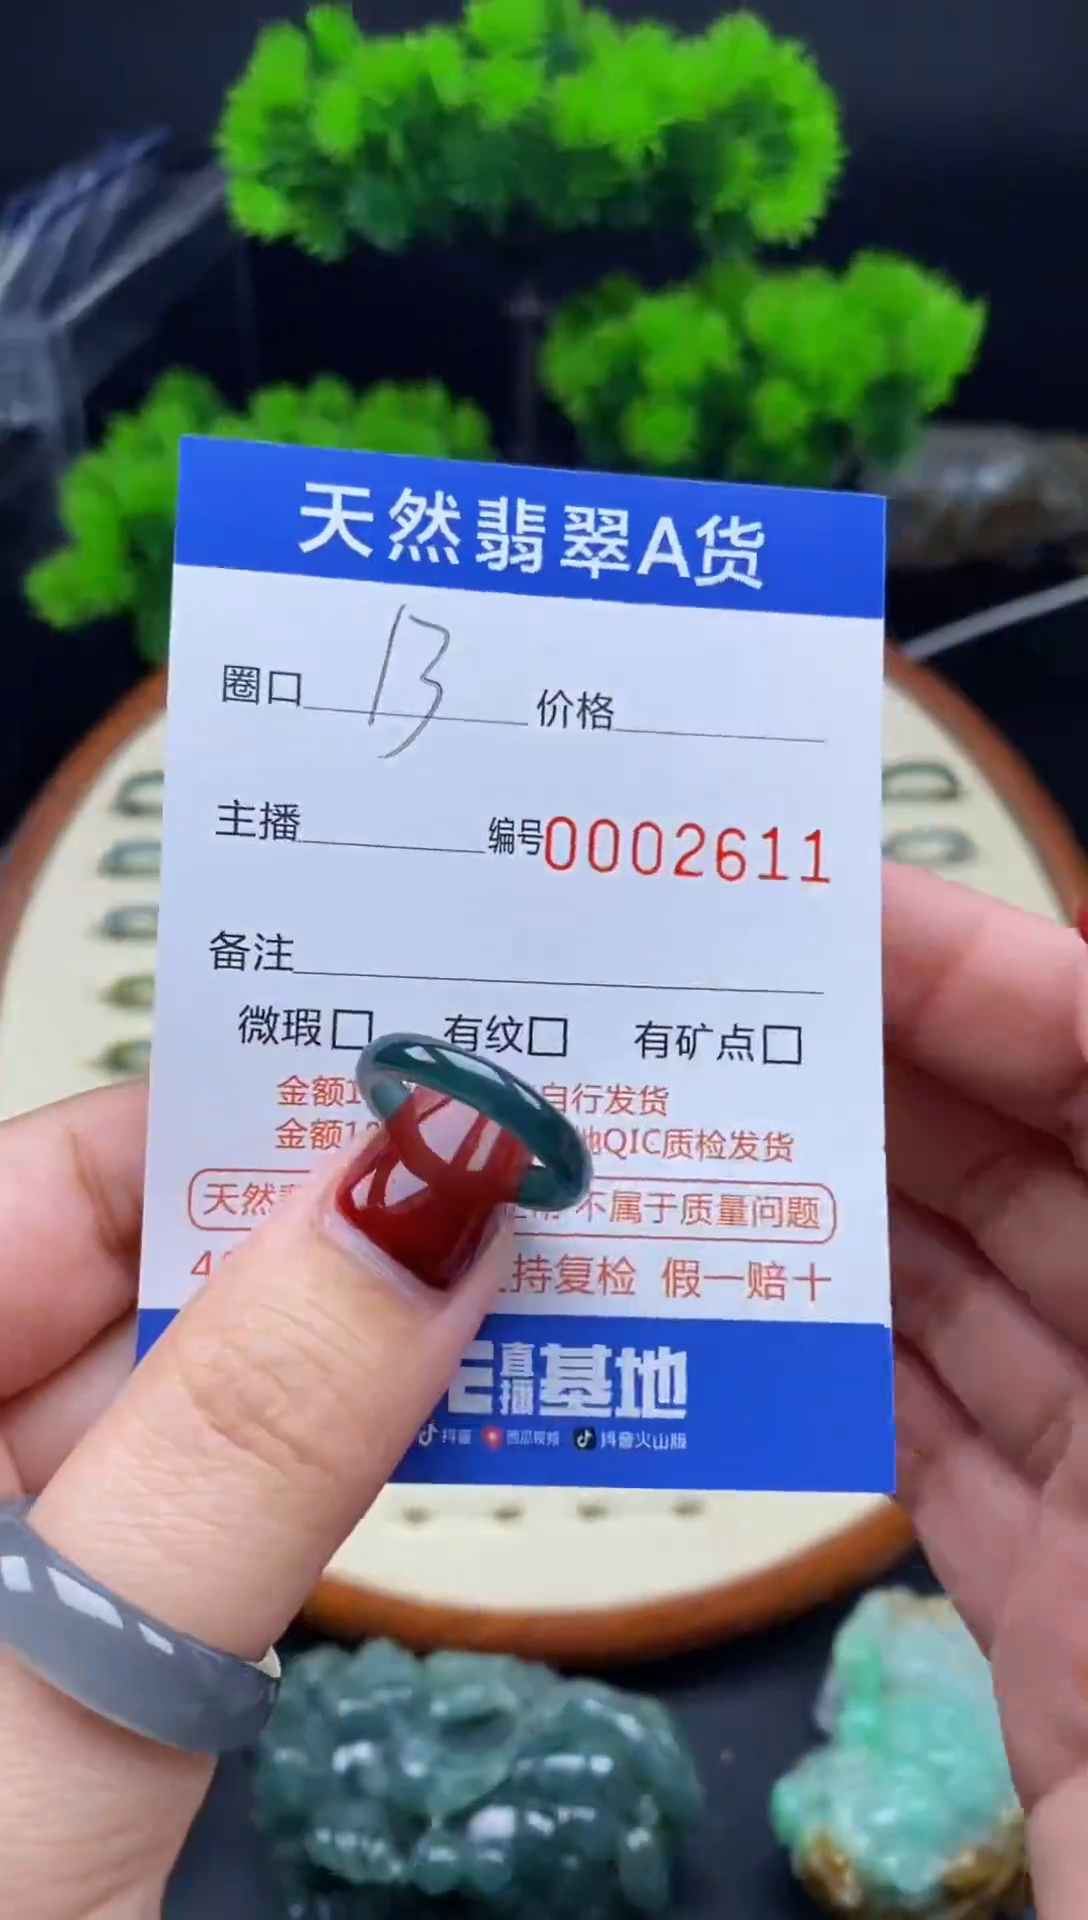 天然翡翠A货
圈口 13 价格
主播 编号0002611
备注
微瑕□ 有纹□ 有矿点□
金额1 自行发货
金额1 地QIC质检发货
天然 不属于质量问题
持复检 假一赔十
直播基地
抖音 西瓜视频 抖音火山版